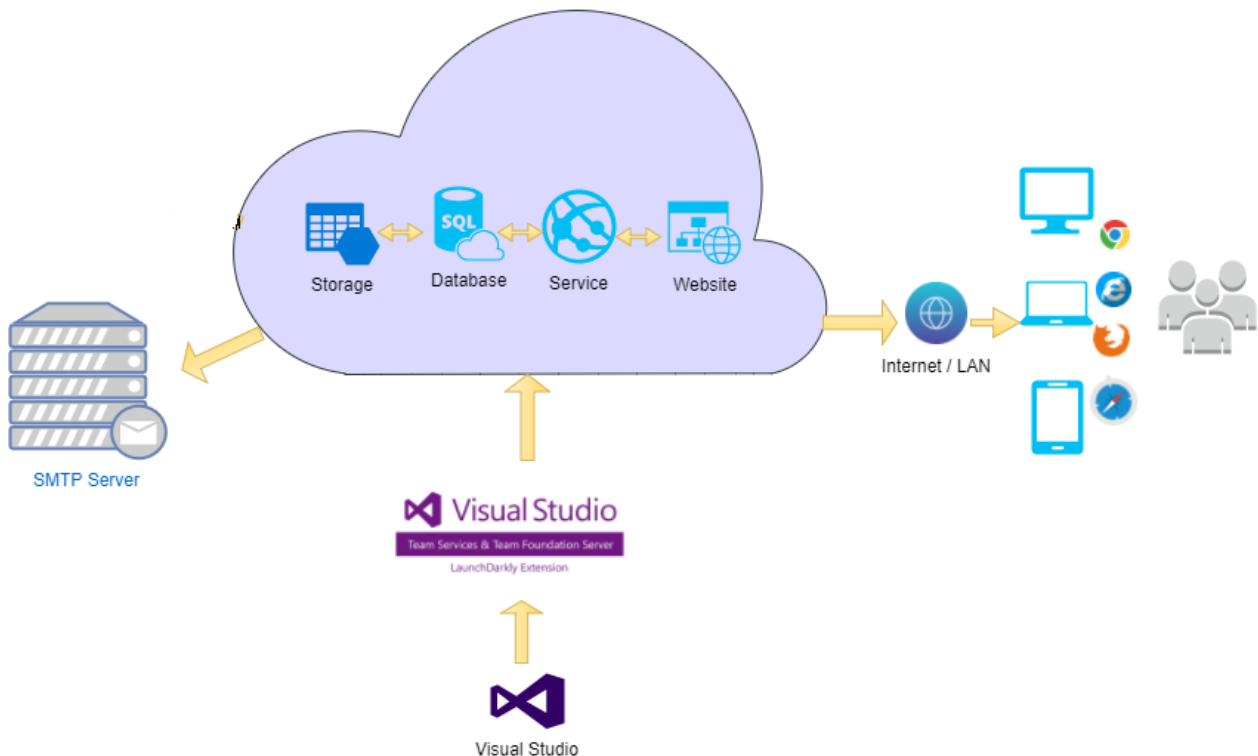 SQL
Storage
Database
Service
Website
Internet / LAN
SMTP Server
Visual Studio
Team Services & Team Foundation Server
LaunchDarkly Extension
Visual Studio